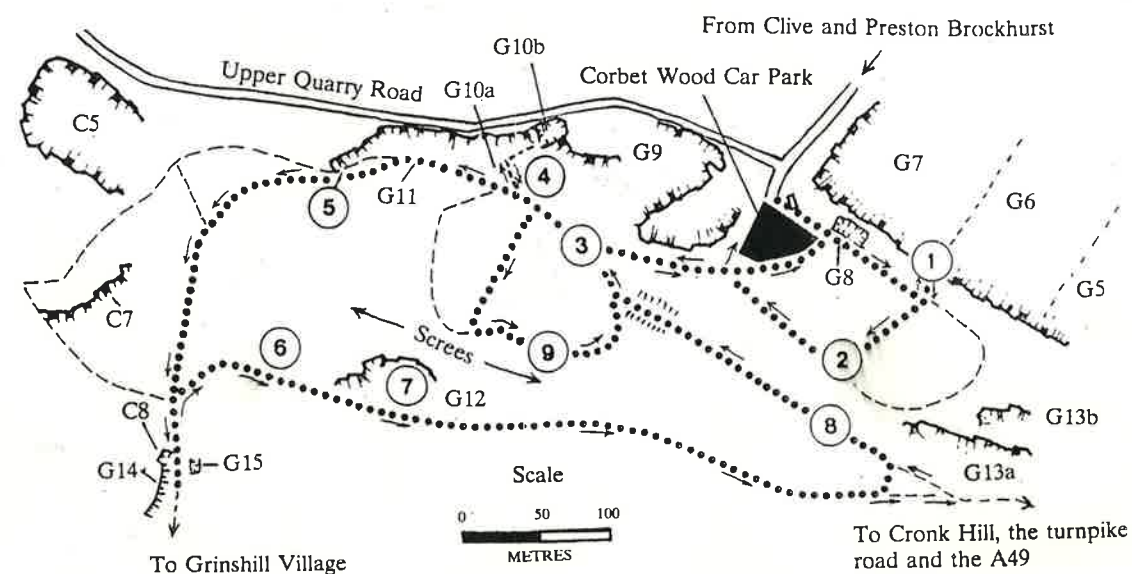 From Clive and Preston Brockhurst
G10b
Corbet Wood Car Park
Upper Quarry Road
G10a
C5
G9
G7
G6
4
5
G11
3
G8
1
G5
C7
6
Screes
9
2
7
G12
8
G13b
C8
G14
G15
G13a
Scale
0 50 100
METRES
To Grinshill Village
To Cronk Hill, the turnpike
road and the A49